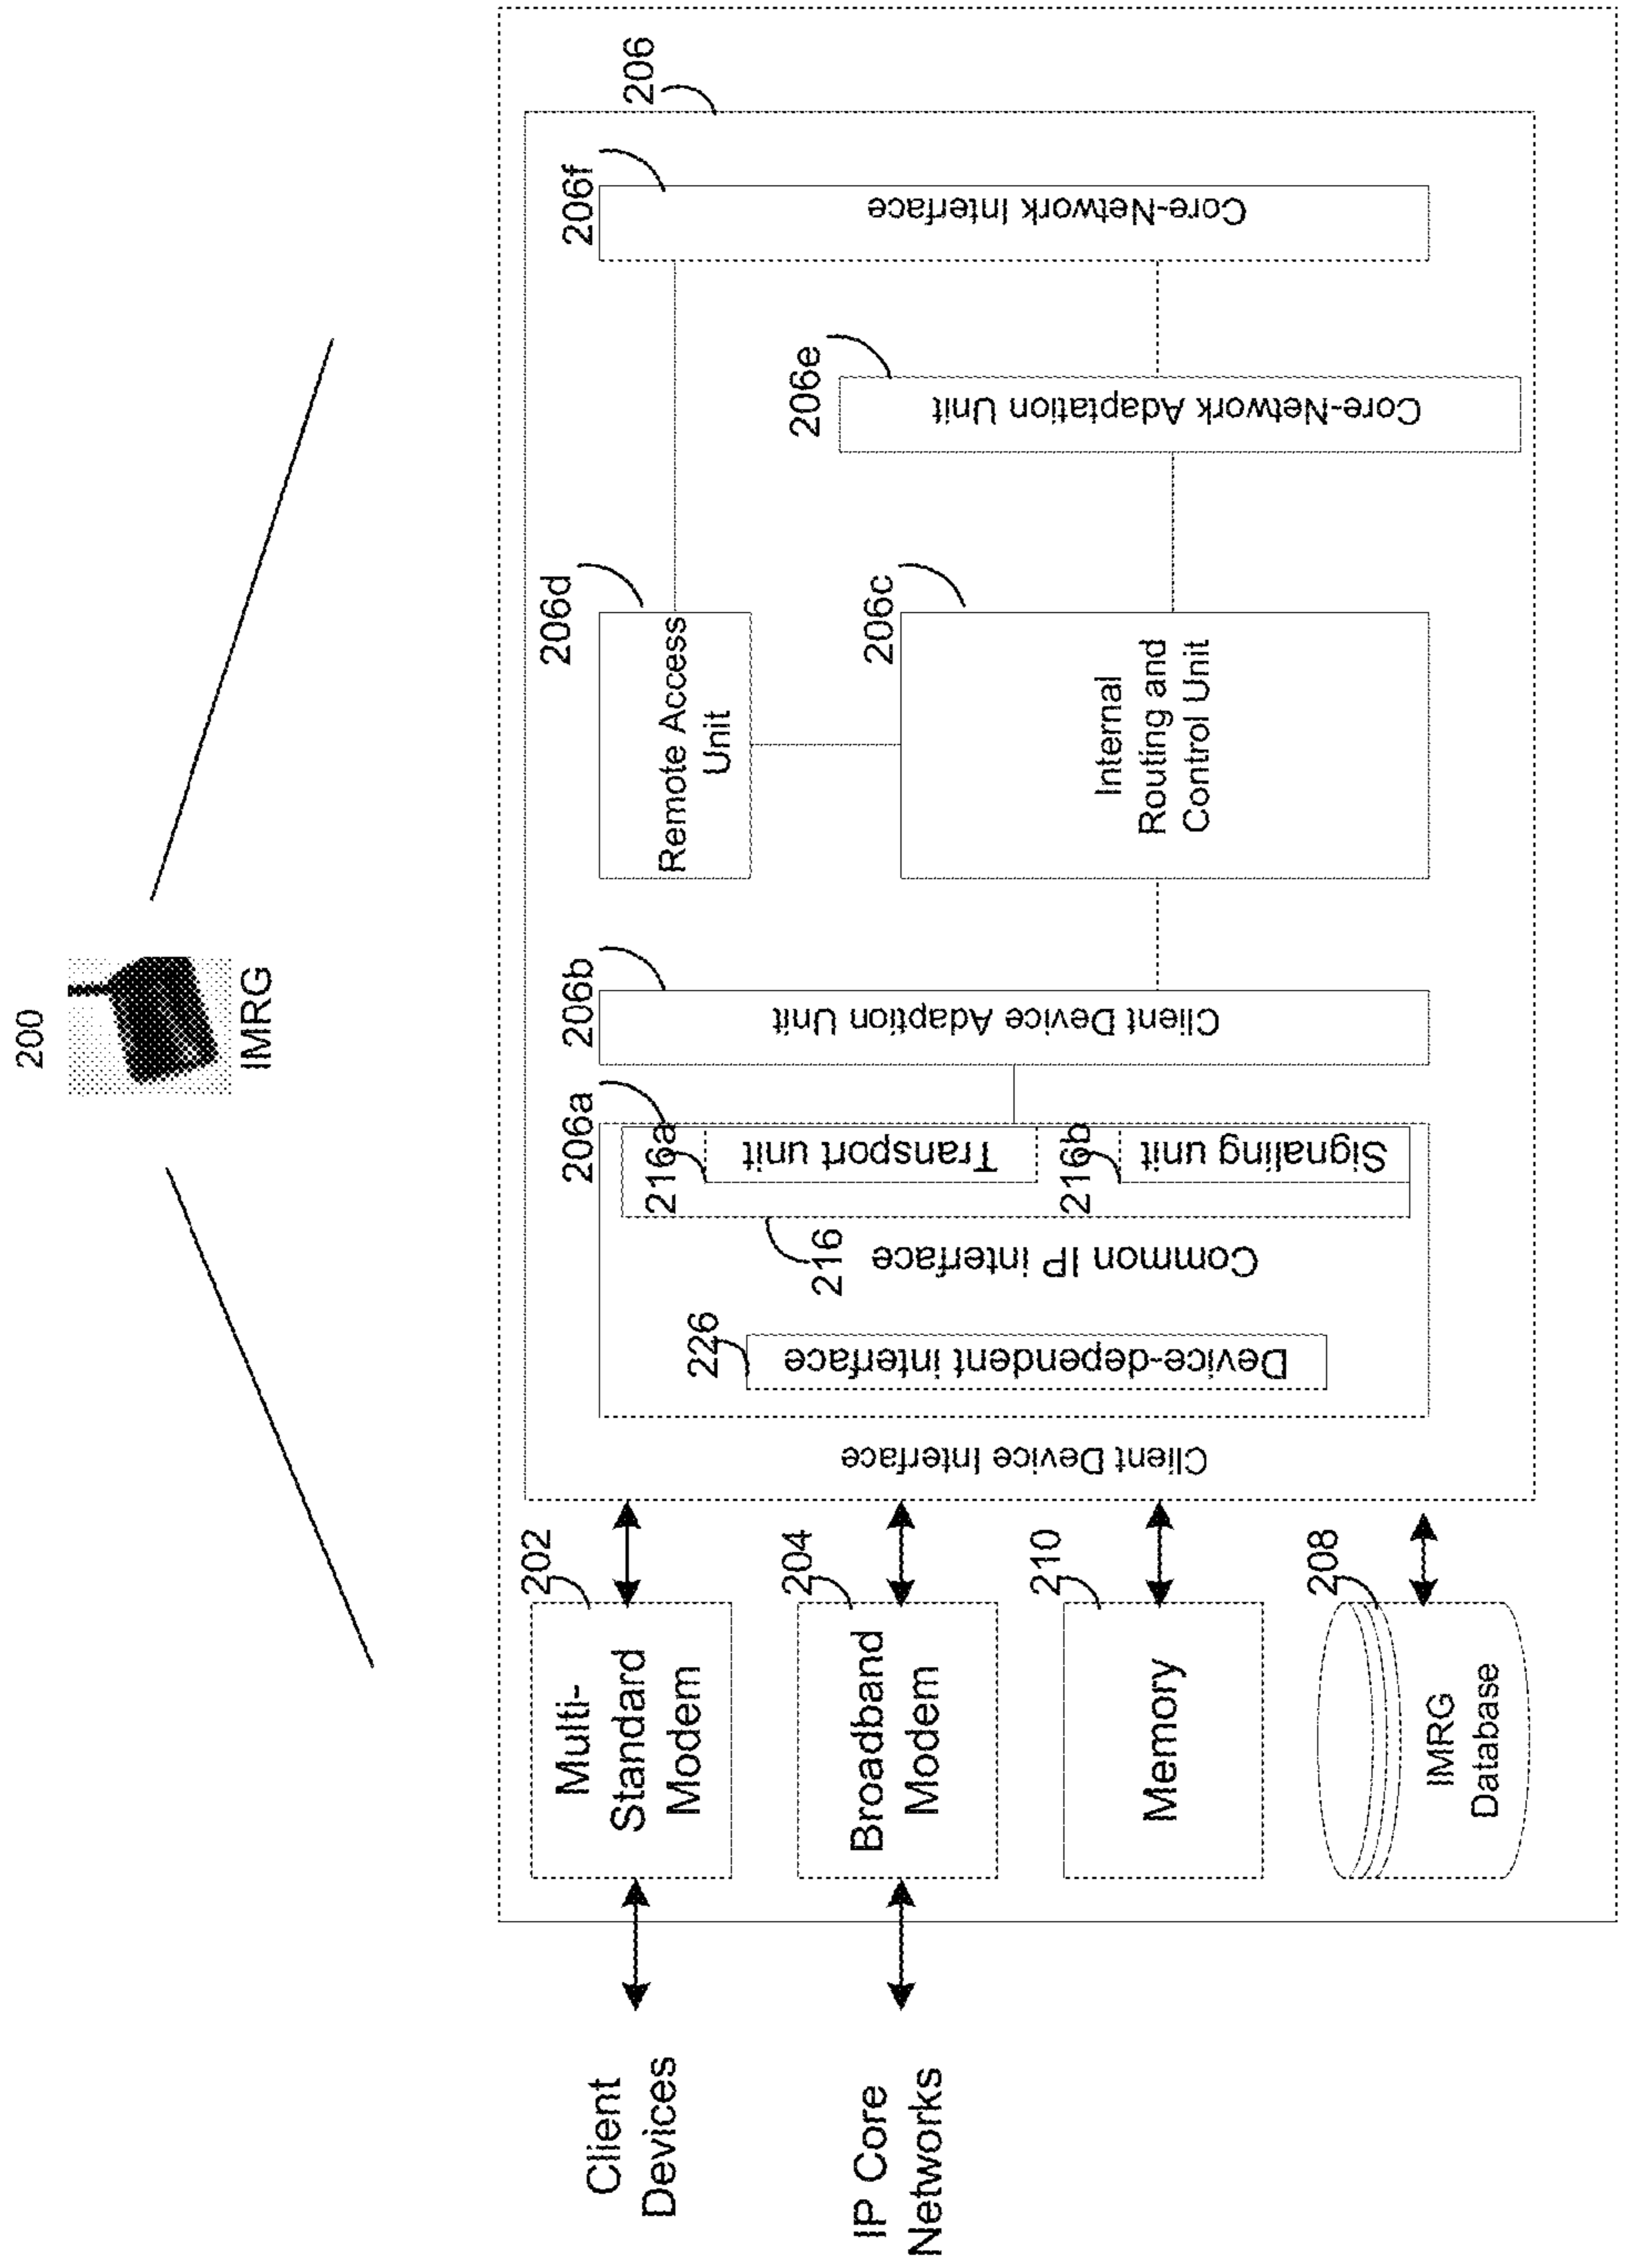 200
IMRG
Client
Devices
IP Core
Networks
202
Multi-
Standard
Modem
204
Broadband
Modem
210
Memory
208
IMRG
Database
206
Client Device Interface
206a
226
Device-dependent interface
216
Common IP interface
216a
Transport unit
216b
Signaling unit
206b
Client Device Adaption Unit
206d
Remote Access
Unit
206c
Internal
Routing and
Control Unit
206e
Core-Network Adaptation Unit
206f
Core-Network Interface